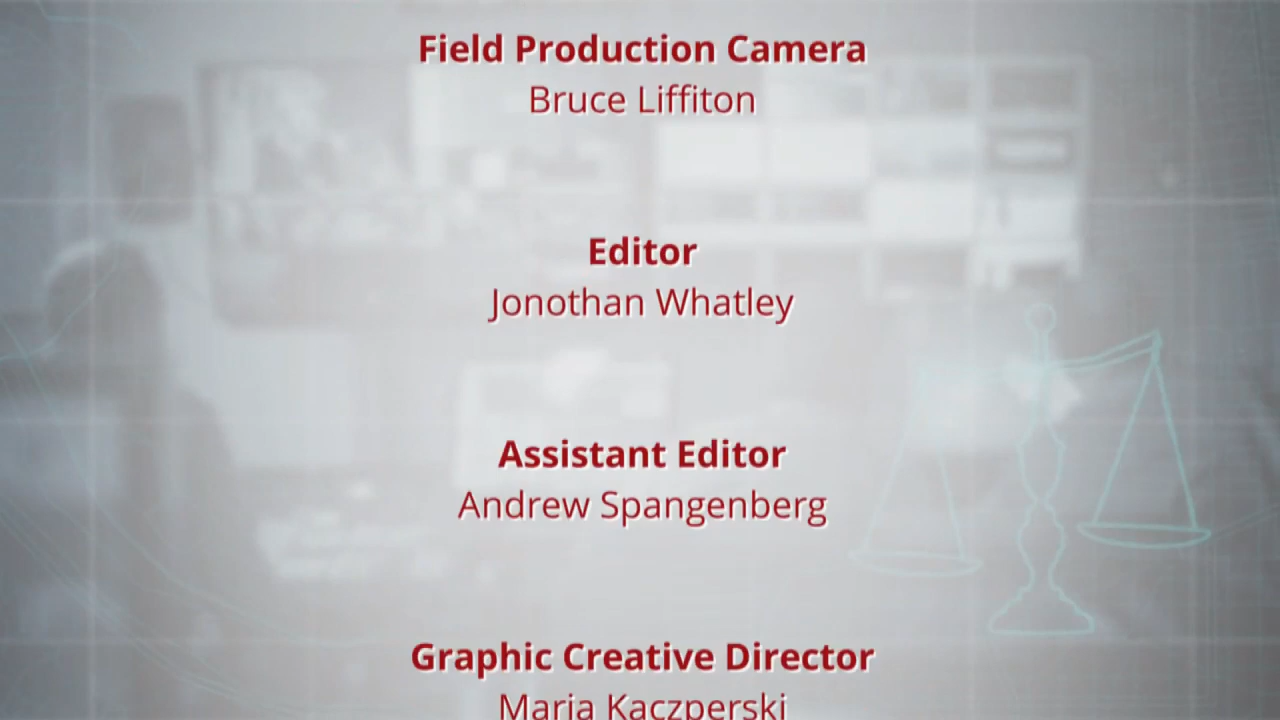 Field Production Camera
Bruce Liffiton
Editor
Jonothan Whatley
Assistant Editor
Andrew Spangenberg
Graphic Creative Director
Maria Kaczperski